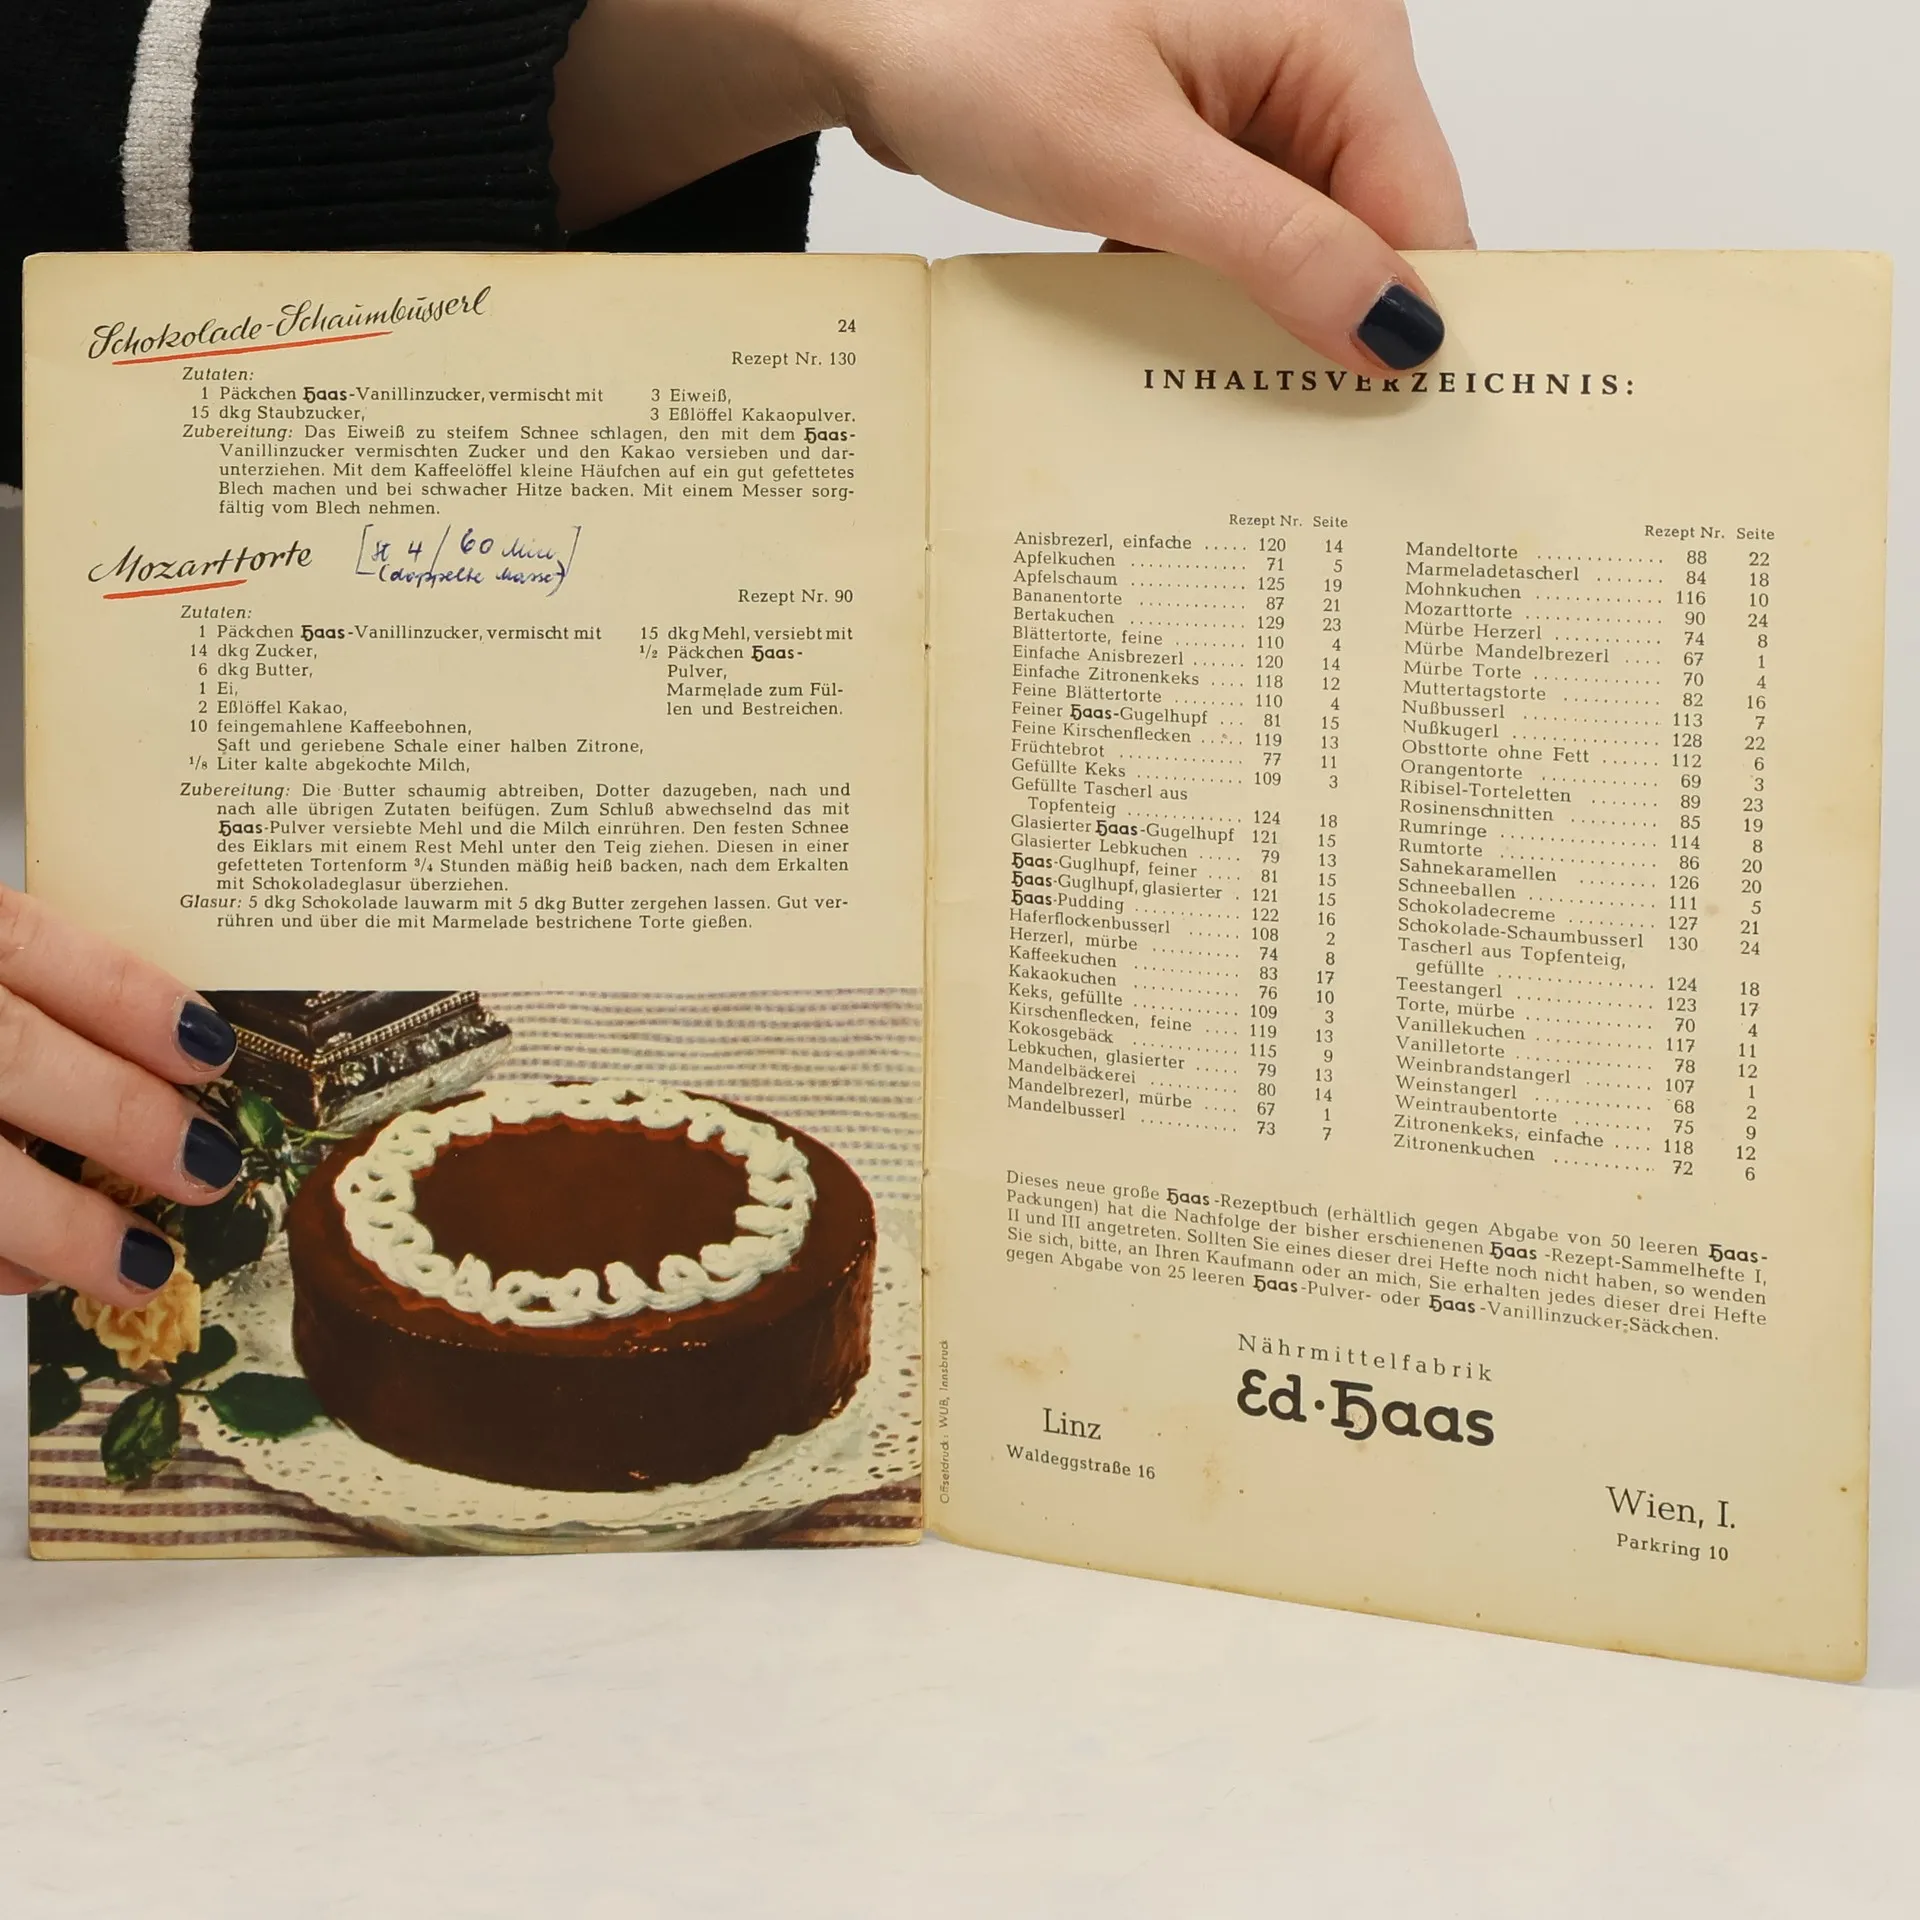 Schokolade-Schaumbusserl
24
Rezept Nr. 130
Zutaten:
1 Päckchen Haas-Vanillinzucker, vermischt mit
15 dkg Staubzucker,
3 Eiweiß,
3 Eßlöffel Kakaopulver.
Zubereitung: Das Eiweiß zu steifem Schnee schlagen, den mit dem Haas-
Vanillinzucker vermischten Zucker und den Kakao versieben und dar-
unterziehen. Mit dem Kaffeelöffel kleine Häufchen auf ein gut gefettetes
Blech machen und bei schwacher Hitze backen. Mit einem Messer sorg-
fältig vom Blech nehmen.
Mozarttorte
[St 4 / 60 Min.]
(doppelte Masse)
Rezept Nr. 90
Zutaten:
1 Päckchen Haas-Vanillinzucker, vermischt mit
14 dkg Zucker,
6 dkg Butter,
1 Ei,
2 Eßlöffel Kakao,
10 feingemahlene Kaffeebohnen,
Saft und geriebene Schale einer halben Zitrone,
1/8 Liter kalte abgekochte Milch,
15 dkg Mehl, versiebt mit
1/2 Päckchen Haas-
Pulver,
Marmelade zum Fül-
len und Bestreichen.
Zubereitung: Die Butter schaumig abtreiben, Dotter dazugeben, nach und
nach alle übrigen Zutaten beifügen. Zum Schluß abwechselnd das mit
Haas-Pulver versiebte Mehl und die Milch einrühren. Den festen Schnee
des Eiklars mit einem Rest Mehl unter den Teig ziehen. Diesen in einer
gefetteten Tortenform 3/4 Stunden mäßig heiß backen, nach dem Erkalten
mit Schokoladeglasur überziehen.
Glasur: 5 dkg Schokolade lauwarm mit 5 dkg Butter zergehen lassen. Gut ver-
rühren und über die mit Marmelade bestrichene Torte gießen.
INHALTSVERZEICHNIS:
Rezept Nr. Seite
Anisbrezerl, einfache ..... 120 14
Apfelkuchen ............ 71 5
Apfelschaum ............ 125 19
Bananentorte ........... 87 21
Bertakuchen ............ 129 23
Blättertorte, feine ........ 110 4
Einfache Anisbrezerl ...... 120 14
Einfache Zitronenkeks .... 118 12
Feine Blättertorte ........ 110 4
Feiner Haas-Gugelhupf ... 81 15
Feine Kirschenflecken ..... 119 13
Früchtebrot ............ 77 11
Gefüllte Keks ........... 109 3
Gefüllte Tascherl aus
Topfenteig ............. 124 18
Glasierter Haas-Gugelhupf 121 15
Glasierter Lebkuchen ..... 79 13
Haas-Guglhupf, feiner .... 81 15
Haas-Guglhupf, glasierter . 121 15
Haas-Pudding ........... 122 16
Haferflockenbusserl ...... 108 2
Herzerl, mürbe .......... 74 8
Kaffeekuchen ........... 83 17
Kakaokuchen ........... 76 10
Keks, gefüllte ........... 109 3
Kirschenflecken, feine .... 119 13
Kokosgebäck ........... 115 9
Lebkuchen, glasierter ..... 79 13
Mandelbäckerei ......... 80 14
Mandelbrezerl, mürbe .... 67 1
Mandelbusserl .......... 73 7
Rezept Nr. Seite
Mandeltorte ............ 88 22
Marmeladetascherl ....... 84 18
Mohnkuchen ............ 116 10
Mozarttorte ............. 90 24
Mürbe Herzerl .......... 74 8
Mürbe Mandelbrezerl .... 67 1
Mürbe Torte ............ 70 4
Muttertagstorte .......... 82 16
Nußbusserl ............. 113 7
Nußkugerl .............. 128 22
Obsttorte ohne Fett ...... 112 6
Orangentorte ........... 69 3
Ribisel-Torteletten ....... 89 23
Rosinenschnitten ........ 85 19
Rumringe .............. 114 8
Rumtorte .............. 86 20
Sahnekaramellen ........ 126 20
Schneeballen ........... 111 5
Schokoladecreme ........ 127 21
Schokolade-Schaumbusserl 130 24
Tascherl aus Topfenteig,
gefüllte ............... 124 18
Teestangerl ............. 123 17
Torte, mürbe ............ 70 4
Vanillekuchen ........... 117 11
Vanilletorte ............. 78 12
Weinbrandstangerl ....... 107 1
Weinstangerl ............ 68 2
Weintraubentorte ........ 75 9
Zitronenkeks, einfache .... 118 12
Zitronenkuchen .......... 72 6
Dieses neue große Haas-Rezeptbuch (erhältlich gegen Abgabe von 50 leeren Haas-
Packungen) hat die Nachfolge der bisher erschienenen Haas-Rezept-Sammelhefte I,
II und III angetreten. Sollten Sie eines dieser drei Hefte noch nicht haben, so wenden
Sie sich, bitte, an Ihren Kaufmann oder an mich, Sie erhalten jedes dieser drei Hefte
gegen Abgabe von 25 leeren Haas-Pulver- oder Haas-Vanillinzucker-Säckchen.
Nährmittelfabrik
Ed·Haas
Linz
Waldeggstraße 16
Wien, I.
Parkring 10
Offsetdruck: WUB, Innsbruck